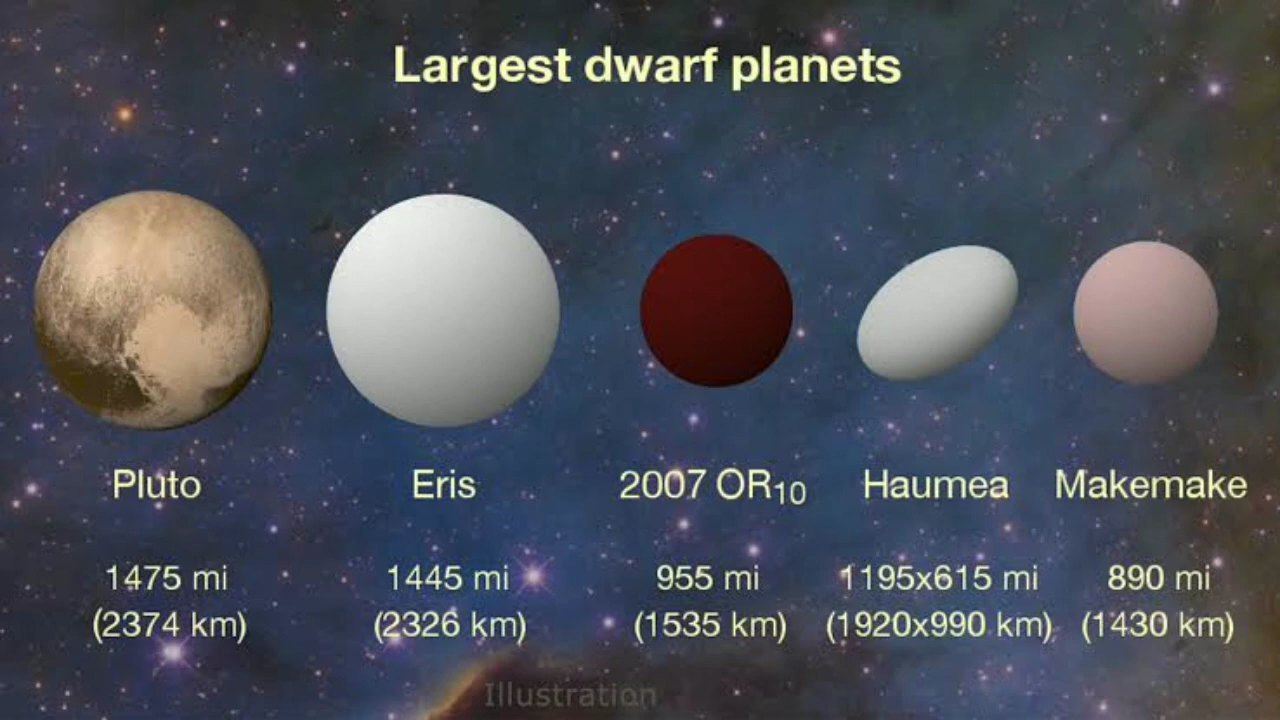 Largest dwarf planets
Pluto Eris 2007 OR₁₀ Haumea Makemake
1475 mi 1445 mi 955 mi 1195x615 mi 890 mi
(2374 km) (2326 km) (1535 km) (1920x990 km) (1430 km)
Illustration